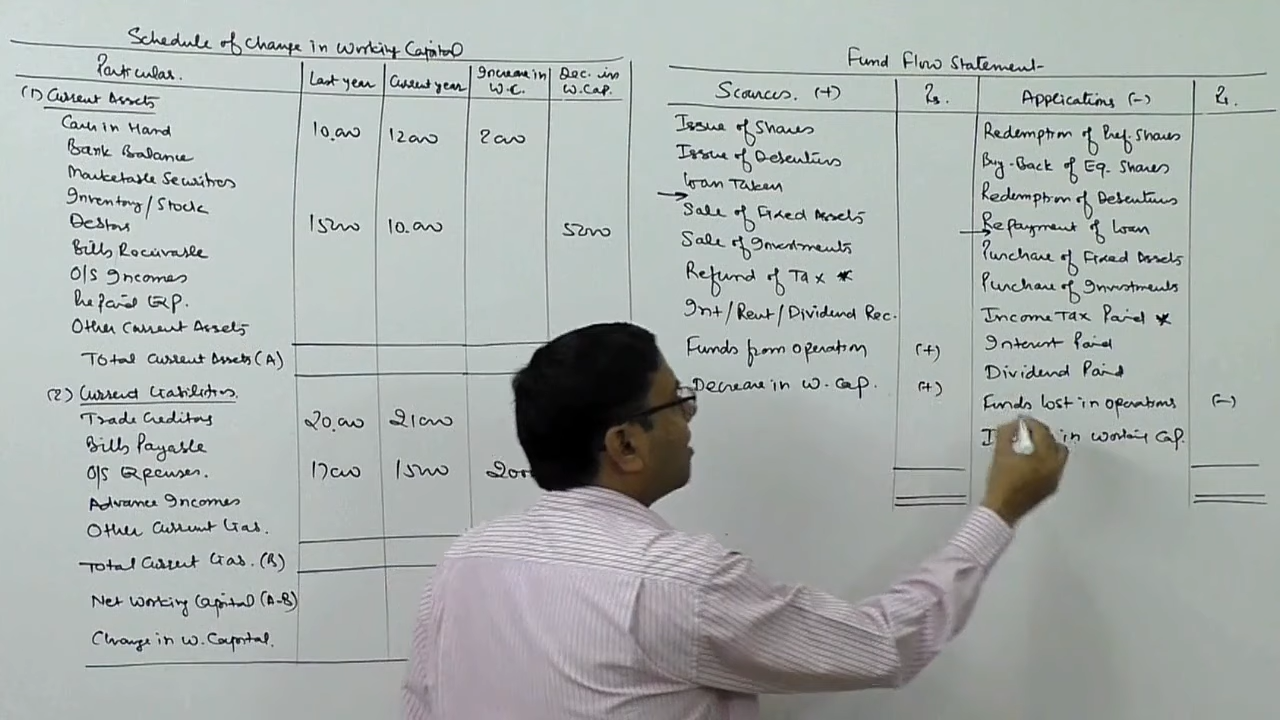 Schedule of Change in Working Capital
Particular. Last year Current year Increase in W.C. Dec. in W.Cap.
(1) Current Assets
Cash in Hand 10,000 12000 2000
Bank Balance
Marketable Securities
Inventory/Stock
Debtors 15000 10,000 5000
Bills Receivable
O/S Incomes
Prepaid Exp.
Other Current Assets
Total Current Assets (A)
(2) Current Liabilities.
Trade Creditors 20,000 21000
Bills Payable
O/S Expenses. 17000 15000 2000
Advance Incomes
Other Current Lias.
Total Current Lias. (B)
Net Working Capital (A-B)
Change in W. Capital.
Fund Flow Statement-
Scources. (+) Rs. Applications (-) Rs.
Issue of Shares
Issue of Debentures
Loan Taken
→ Sale of Fixed Assets
Sale of Investments
Refund of Tax *
Int/Rent/Dividend Rec.
Funds from operation (+)
Decrease in W. Cap. (+)
Redemption of Pref. Shares
Buy-Back of Eq. Shares
Redemption of Debentures
→ Repayment of Loan
Purchase of Fixed Assets
Purchase of Investments
Income Tax Paid *
Interest Paid
Dividend Paid
Funds lost in operations (-)
in working Cap.